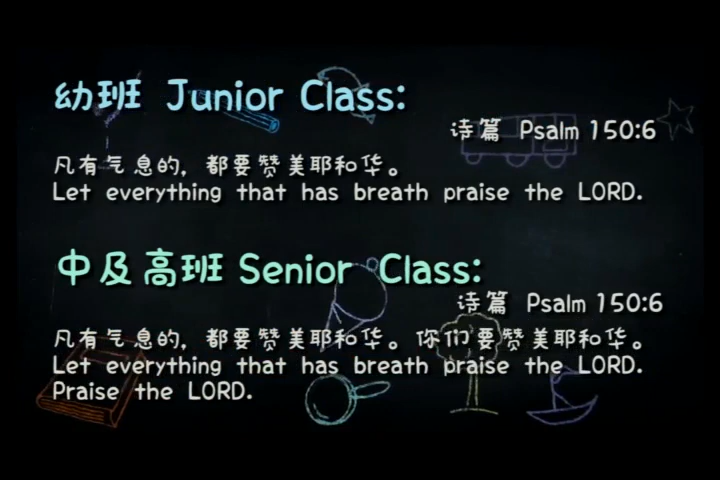 幼班 Junior Class:
诗篇 Psalm 150:6
凡有气息的，都要赞美耶和华。
Let everything that has breath praise the LORD.
中及高班 Senior Class:
诗篇 Psalm 150:6
凡有气息的，都要赞美耶和华。你们要赞美耶和华。
Let everything that has breath praise the LORD.
Praise the LORD.